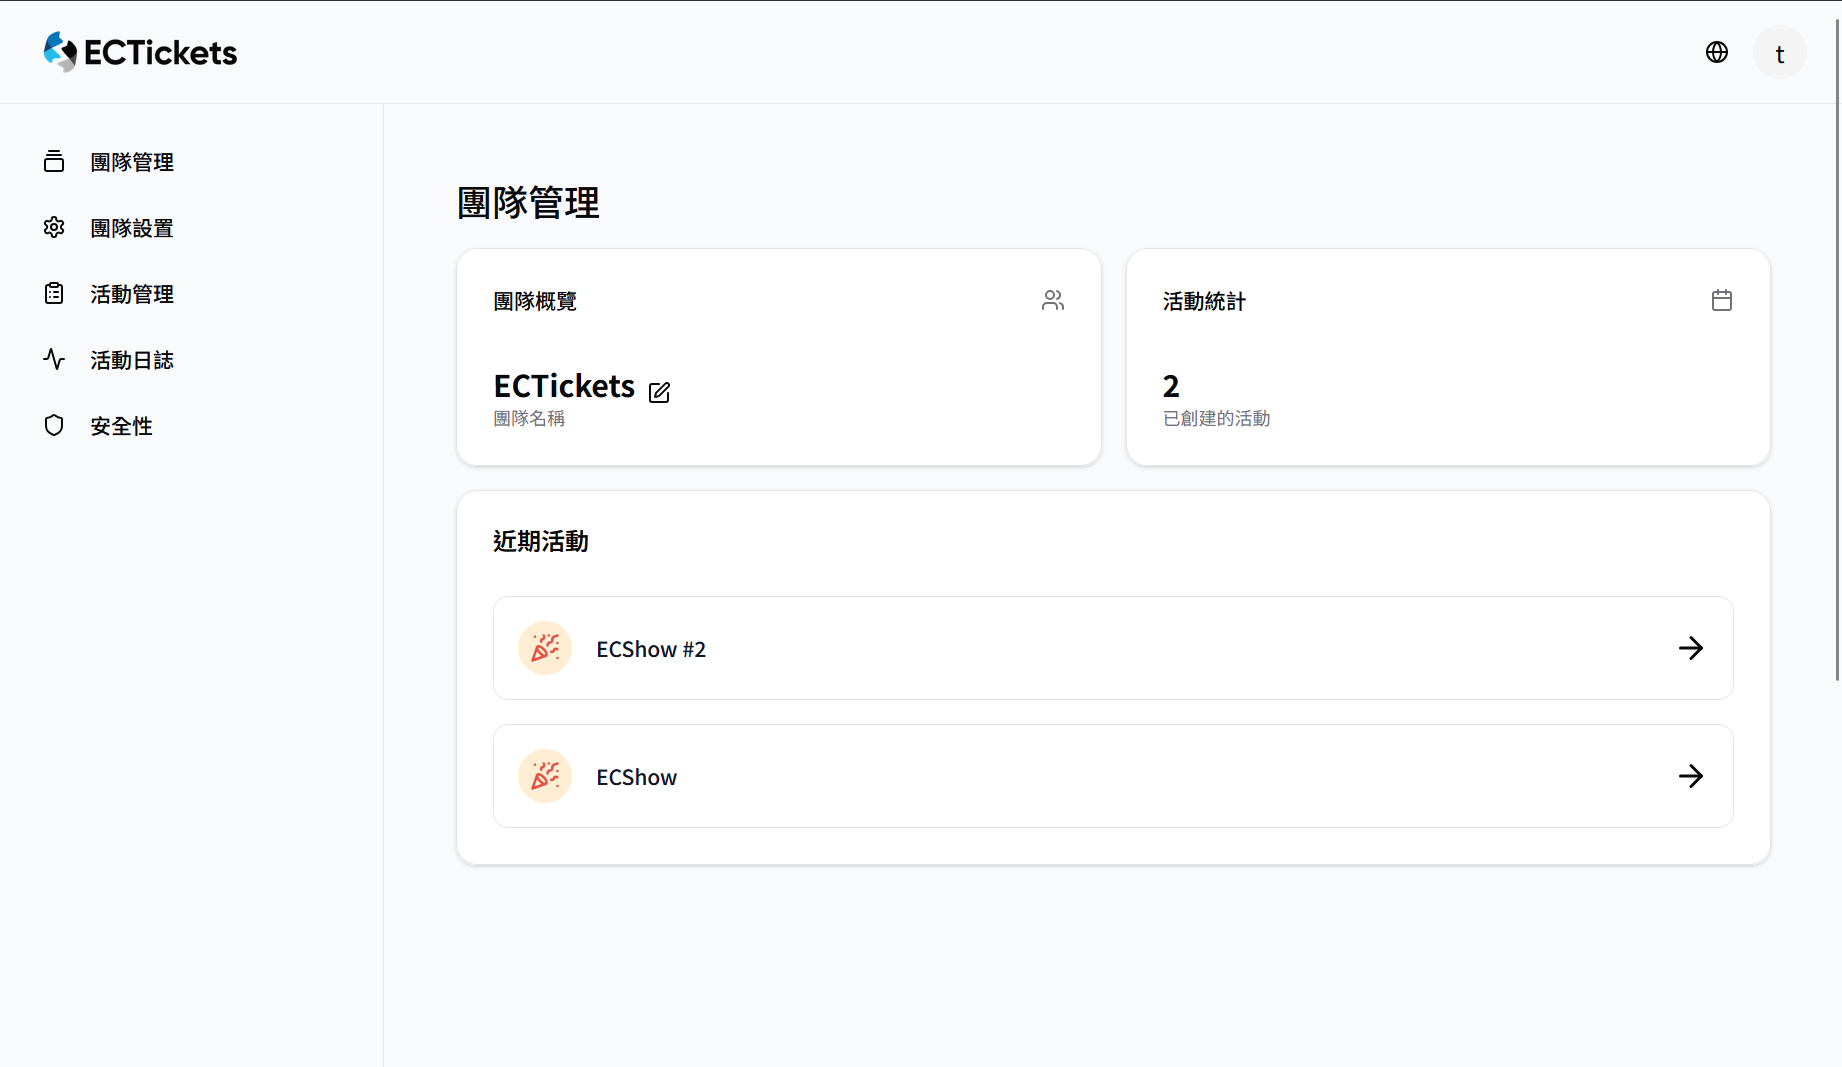 ECTickets
t
團隊管理
團隊設置
活動管理
活動日誌
安全性
團隊管理
團隊概覽
ECTickets
團隊名稱
活動統計
2
已創建的活動
近期活動
ECShow #2
ECShow